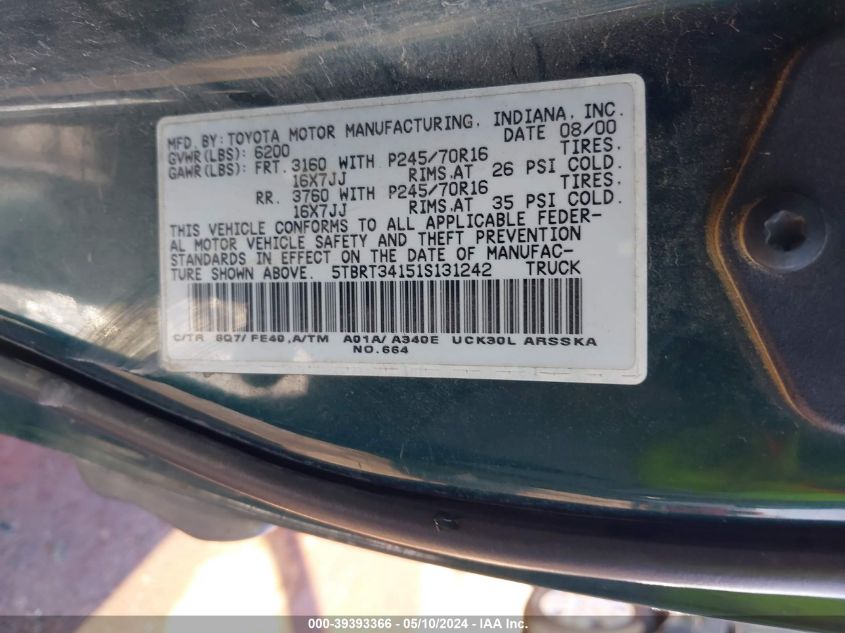 MFD. BY: TOYOTA MOTOR MANUFACTURING, INDIANA, INC.
GVWR(LBS): 6200 DATE 08/00
GAWR(LBS): FRT. 3160 WITH P245/70R16 TIRES,
16X7JJ RIMS,AT 26 PSI COLD.
RR. 3760 WITH P245/70R16 TIRES,
16X7JJ RIMS,AT 35 PSI COLD.
THIS VEHICLE CONFORMS TO ALL APPLICABLE FEDER-
AL MOTOR VEHICLE SAFETY AND THEFT PREVENTION
STANDARDS IN EFFECT ON THE DATE OF MANUFAC-
TURE SHOWN ABOVE. 5TBRT34151S131242 TRUCK
C/TR 6Q7/FE40,A/TM A01A/A340E UCK30L ARSSKA
NO.664
000-39393366 - 05/10/2024 - IAA Inc.